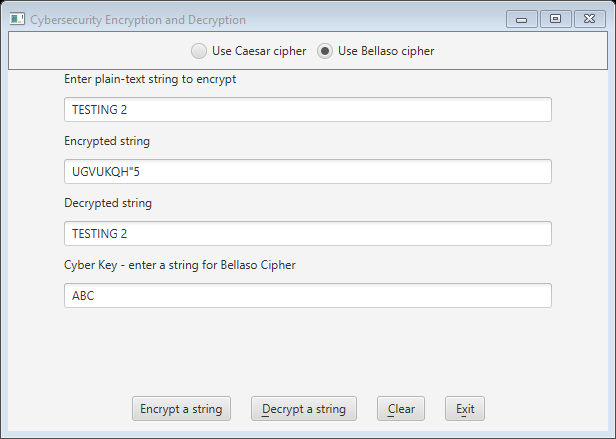 Cybersecurity Encryption and Decryption
Use Caesar cipher Use Bellaso cipher
Enter plain-text string to encrypt
TESTING 2
Encrypted string
UGVUKQH"5
Decrypted string
TESTING 2
Cyber Key - enter a string for Bellaso Cipher
ABC
Encrypt a string Decrypt a string Clear Exit